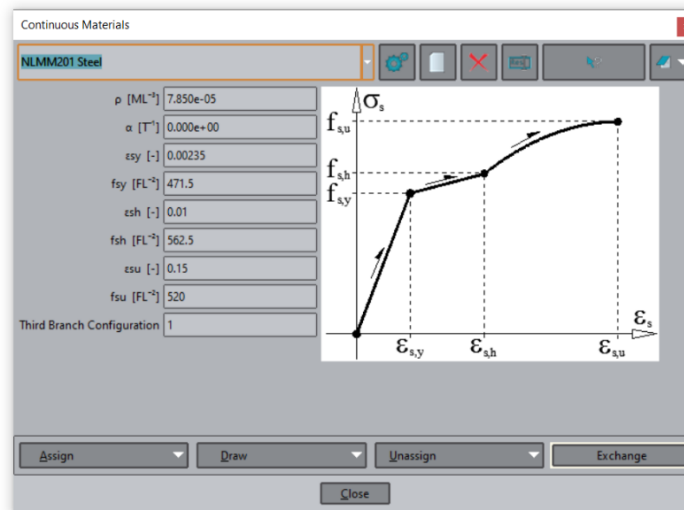 Continuous Materials
NLMM201 Steel
ρ [ML⁻³] 7.850e-05
α [T⁻¹] 0.000e+00
εsy [-] 0.00235
fsy [FL⁻²] 471.5
εsh [-] 0.01
fsh [FL⁻²] 562.5
εsu [-] 0.15
fsu [FL⁻²] 520
Third Branch Configuration 1
σs
fs,u
fs,h
fs,y
εs
εs,y εs,h εs,u
Assign Draw Unassign Exchange
Close